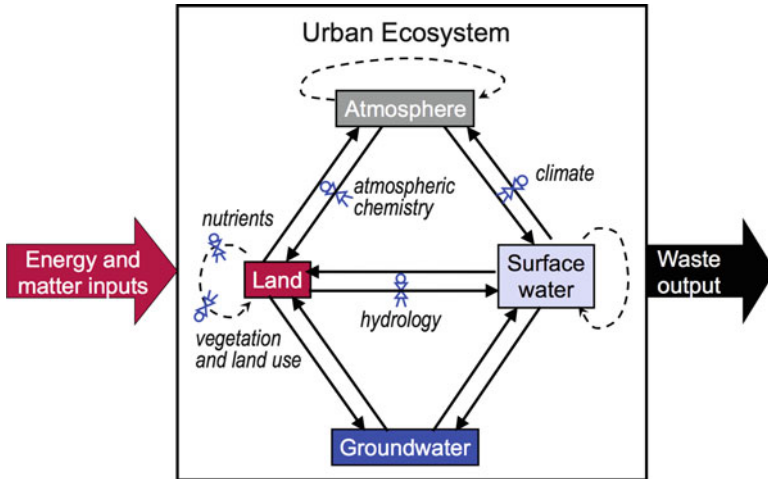 Urban Ecosystem
Atmosphere
climate
atmospheric
chemistry
nutrients
Energy and
matter inputs
Land
Surface
water
Waste
output
hydrology
vegetation
and land use
Groundwater